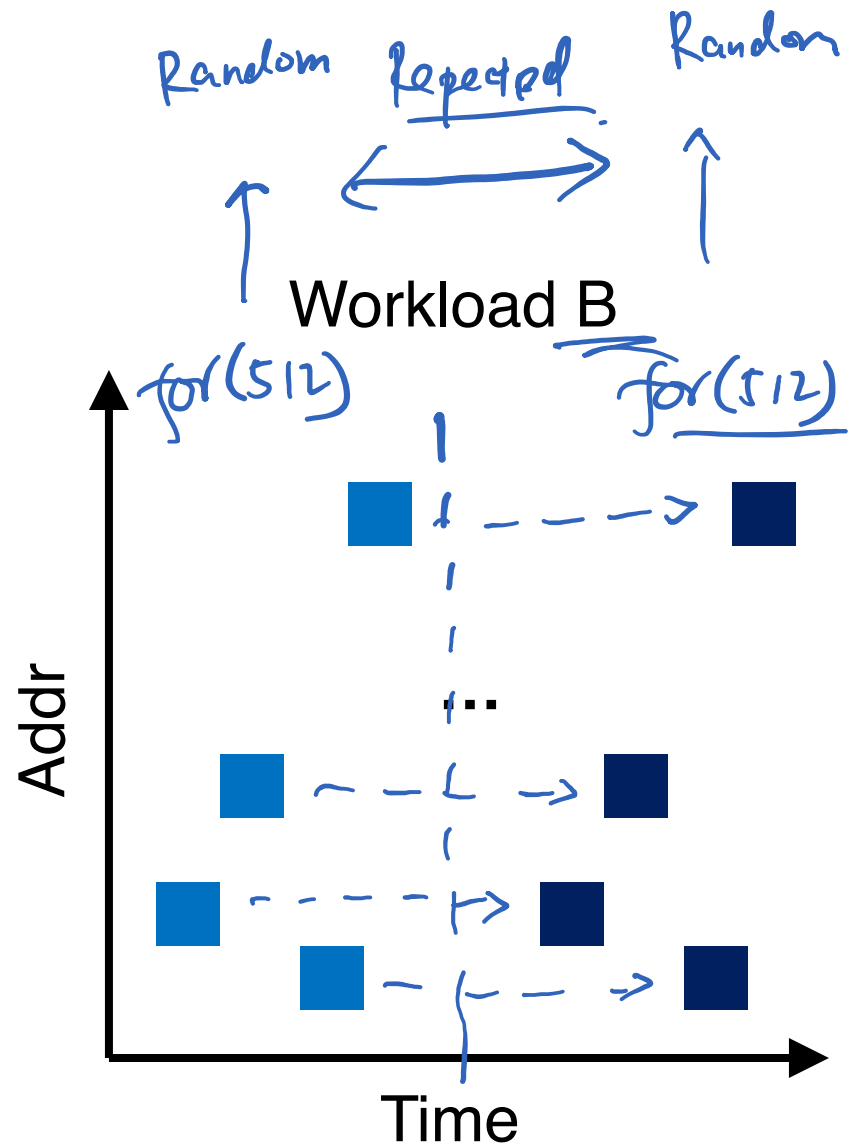 Random Repeated Random
Workload B
for(512) for(512)
...
Addr
Time